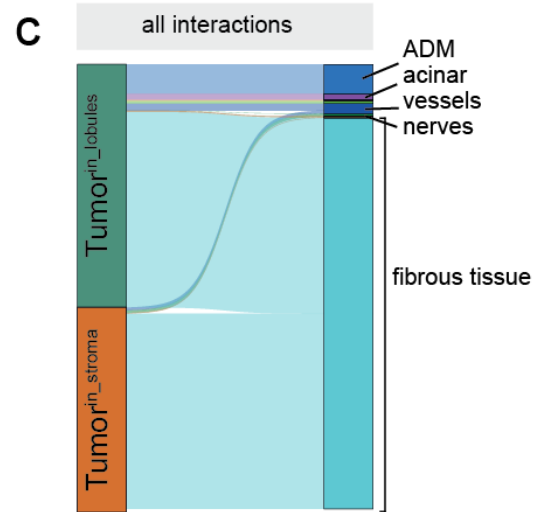 C
all interactions
ADM
acinar
vessels
nerves
Tumor^in_lobules
fibrous tissue
Tumor^in_stroma